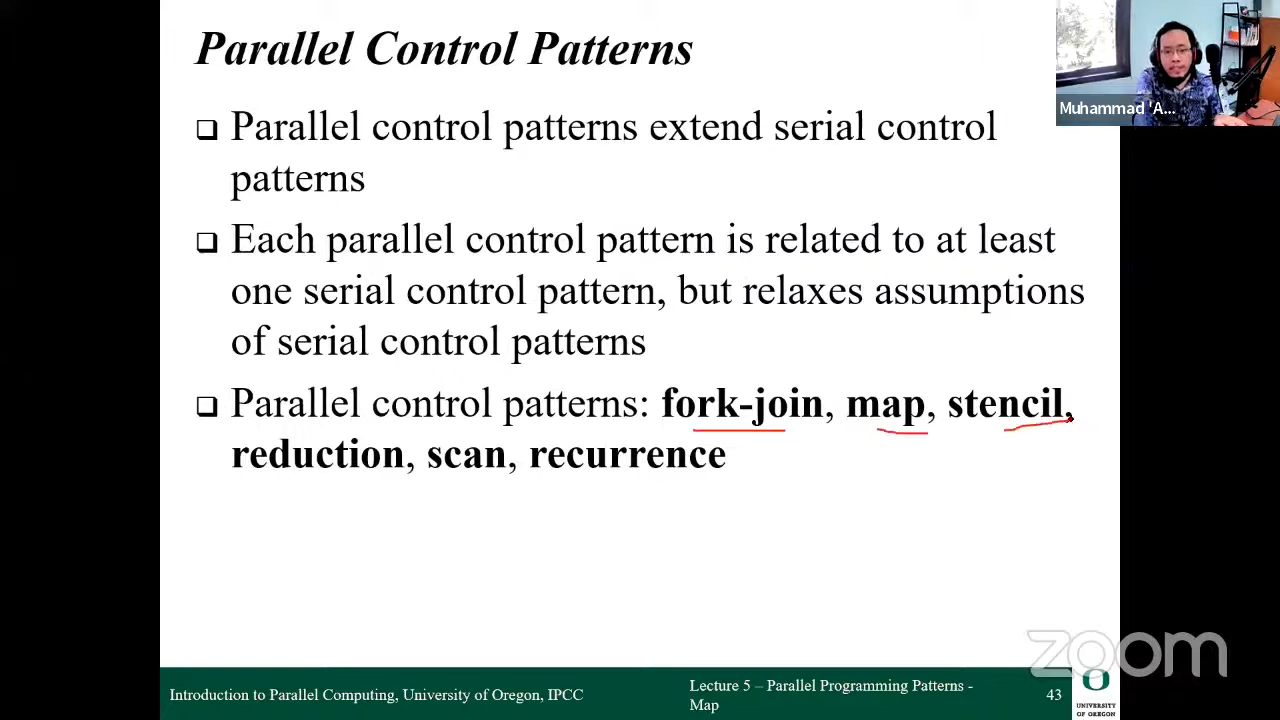 Parallel Control Patterns
Muhammad 'A...
❑ Parallel control patterns extend serial control
patterns
❑ Each parallel control pattern is related to at least
one serial control pattern, but relaxes assumptions
of serial control patterns
❑ Parallel control patterns: fork-join, map, stencil,
reduction, scan, recurrence
zoom
Introduction to Parallel Computing, University of Oregon, IPCC
Lecture 5 – Parallel Programming Patterns -
Map
43
O
UNIVERSITY
OF OREGON